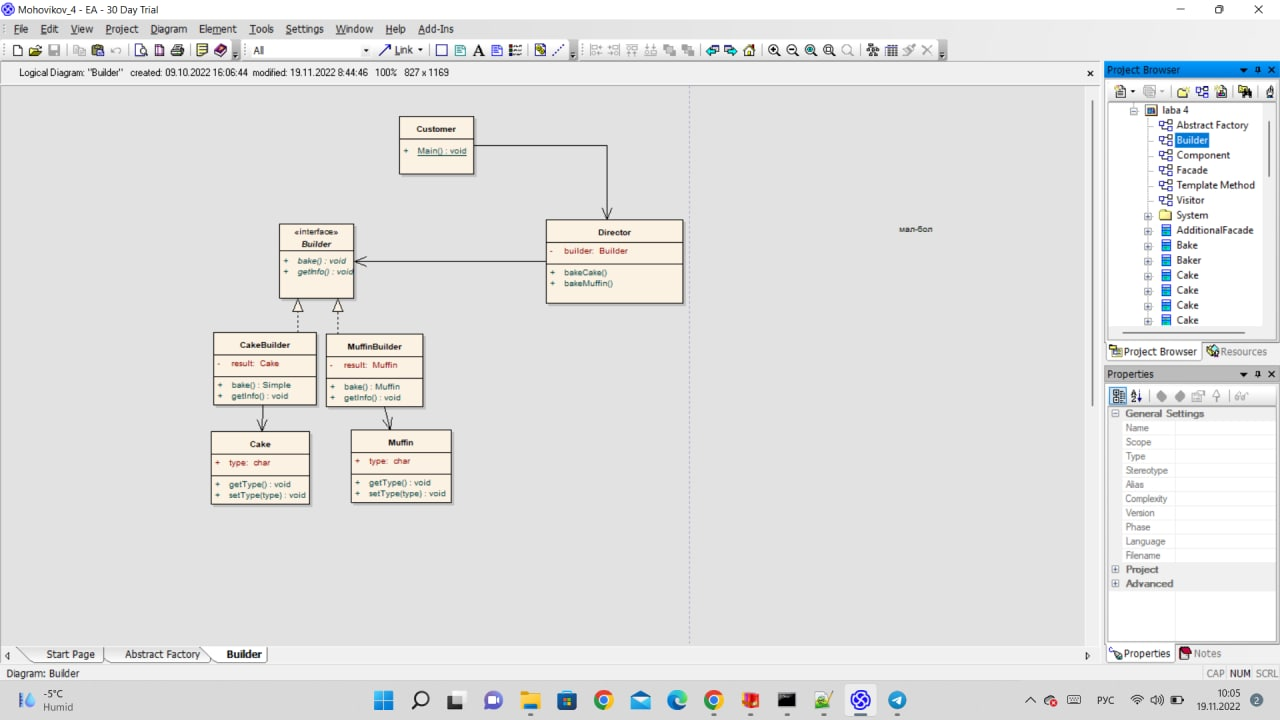 Mohovikov_4 - EA - 30 Day Trial
File Edit View Project Diagram Element Tools Settings Window Help Add-Ins
All Link
Logical Diagram: "Builder" created: 09.10.2022 16:06:44 modified: 19.11.2022 8:44:46 100% 827 x 1169
Customer
+ Main() : void
«interface»
Builder
+ bake() : void
+ getInfo() : void
Director
- builder: Builder
+ bakeCake()
+ bakeMuffin()
мал-бол
CakeBuilder
- result: Cake
+ bake() : Simple
+ getInfo() : void
MuffinBuilder
- result: Muffin
+ bake() : Muffin
+ getInfo() : void
Cake
+ type: char
+ getType() : void
+ setType(type) : void
Muffin
+ type: char
+ getType() : void
+ setType(type) : void
Start Page Abstract Factory Builder
Diagram: Builder
Project Browser
laba 4
Abstract Factory
Builder
Component
Facade
Template Method
Visitor
System
AdditionalFacade
Bake
Baker
Cake
Cake
Cake
Cake
Project Browser Resources
Properties
General Settings
Name
Scope
Type
Stereotype
Alias
Complexity
Version
Phase
Language
Filename
Project
Advanced
Properties Notes
CAP NUM SCRL
-5°C
Humid
РУС
10:05
19.11.2022
2